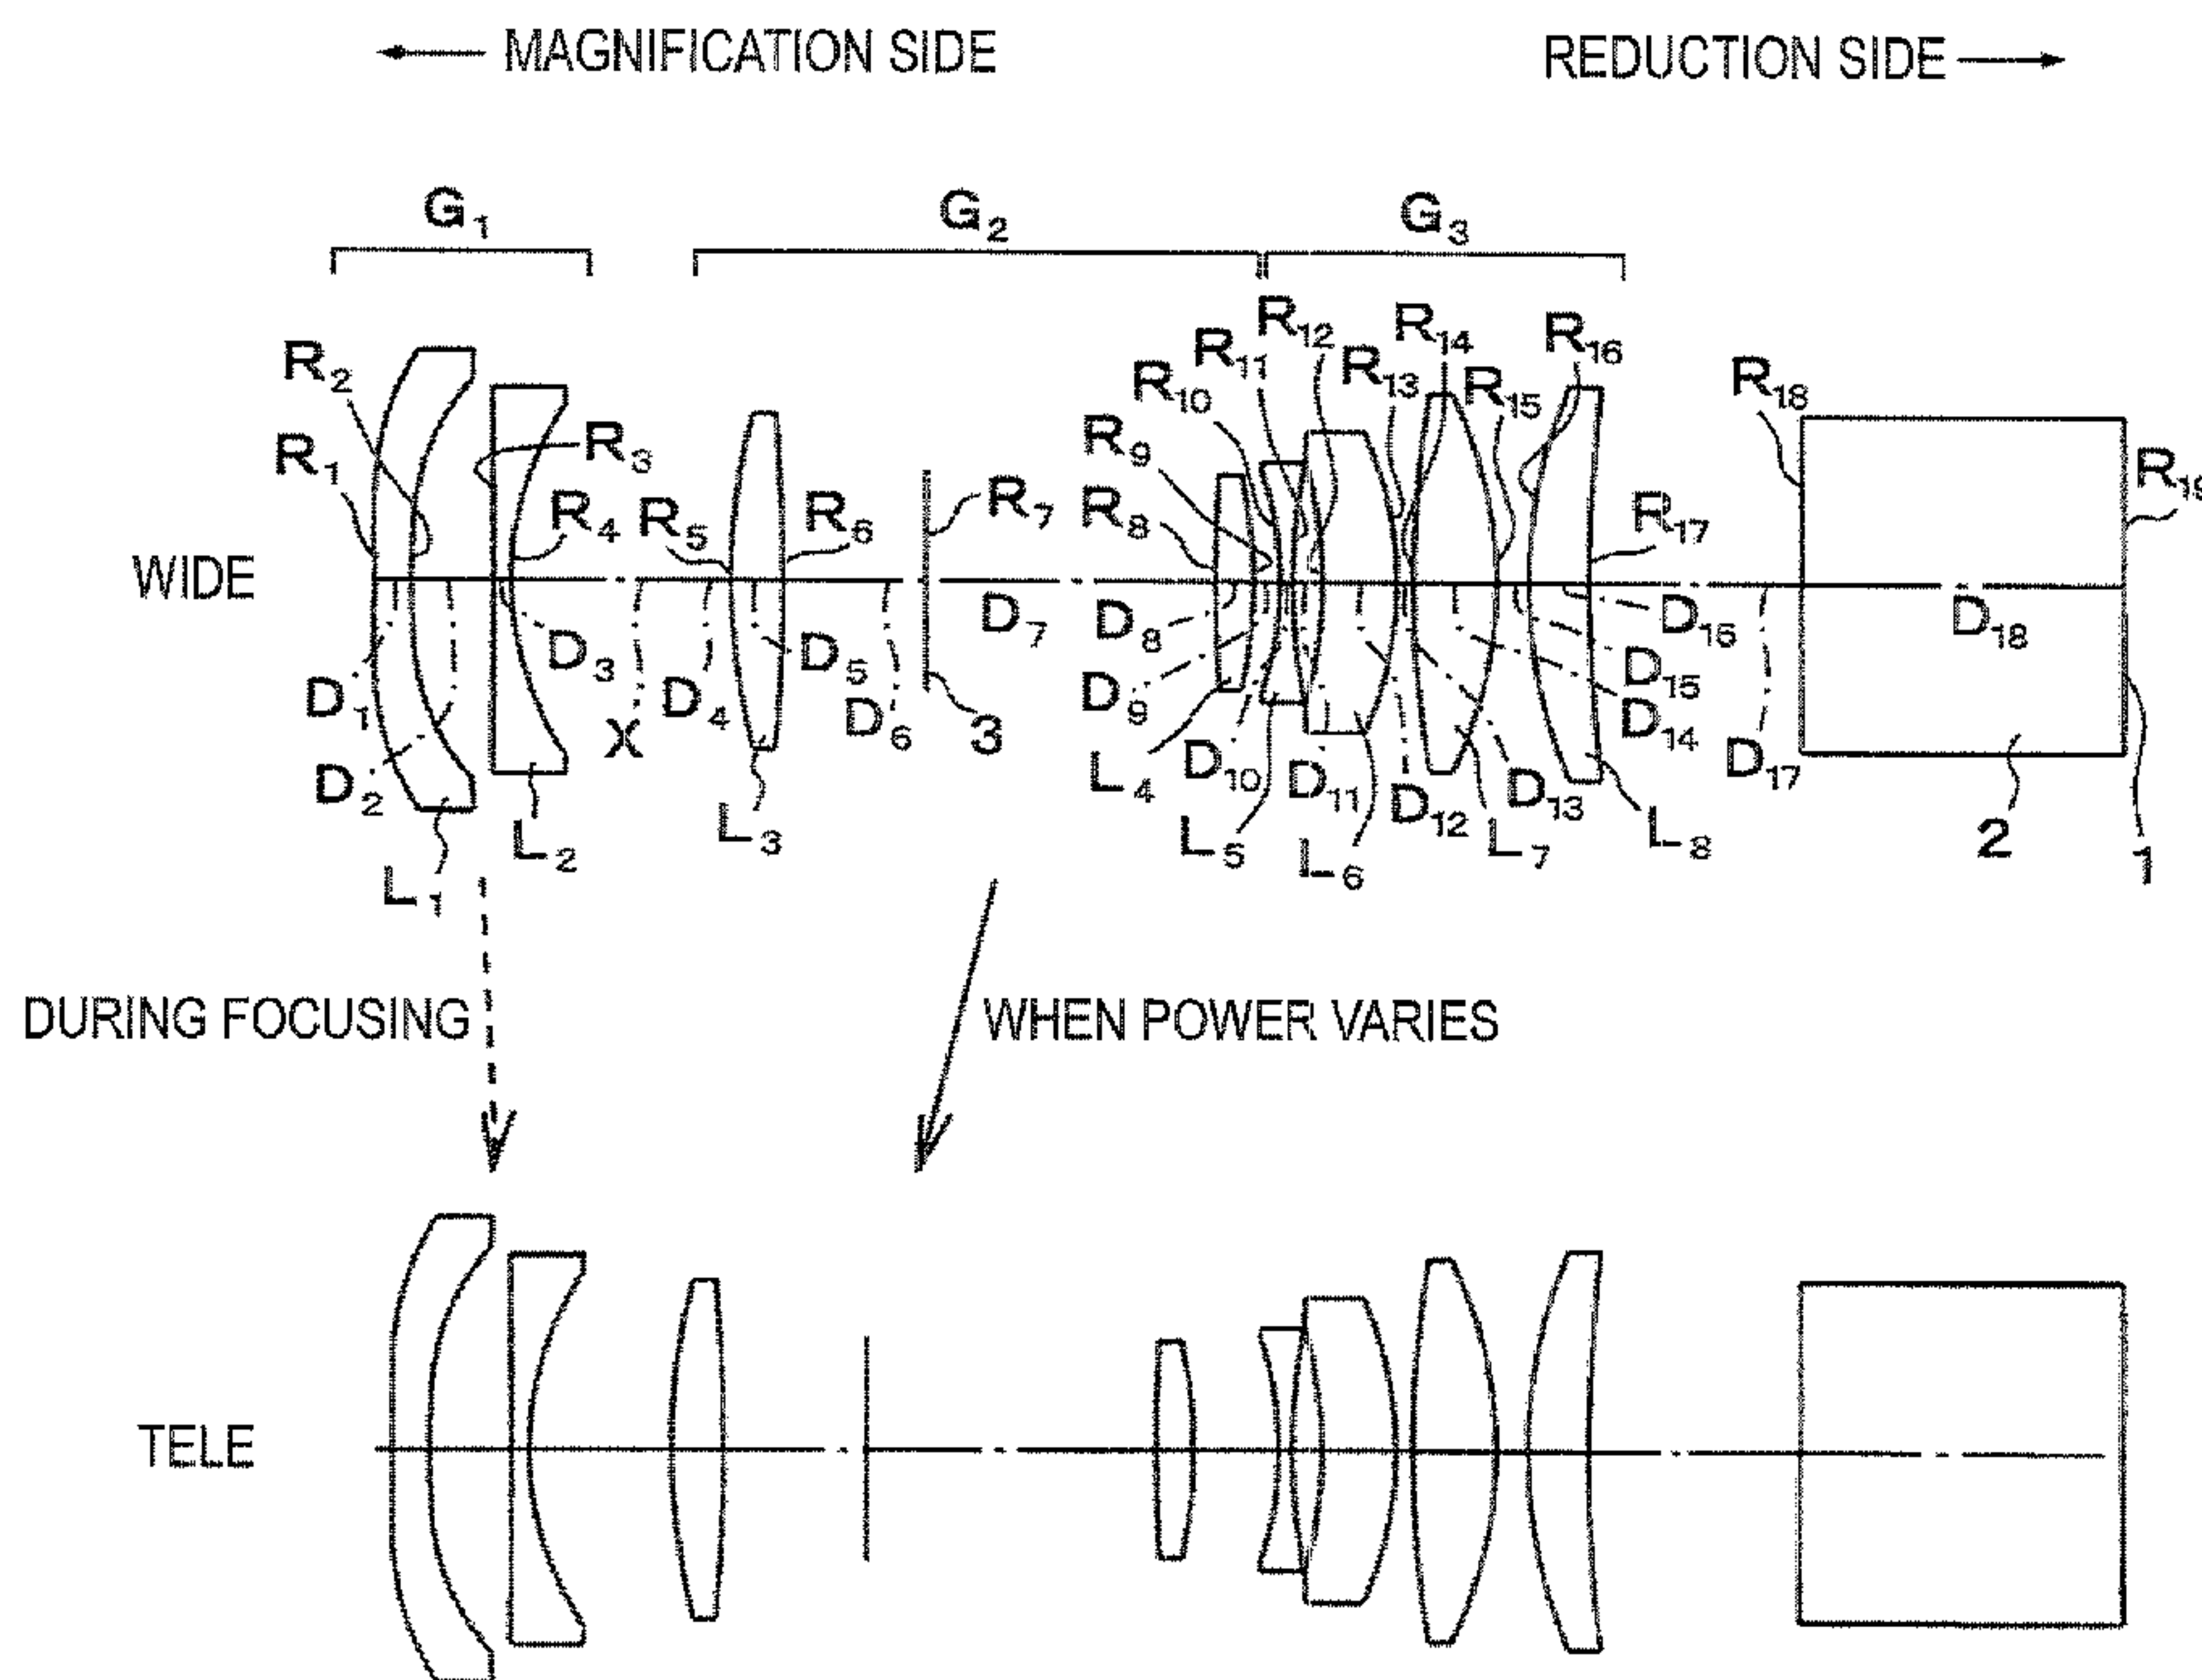 MAGNIFICATION SIDE
REDUCTION SIDE
G1 G2 G3
R1 R2 R3 R4 R5 R6 R7 R8 R9 R10 R11 R12 R13 R14 R15 R16 R17 R18 R19
WIDE
D1 D2 D3 X D4 D5 D6 D7 D8 D9 D10 D11 D12 D13 D14 D15 D16 D17 D18
L1 L2 L3 3 L4 L5 L6 L7 L8 2 1
DURING FOCUSING
WHEN POWER VARIES
TELE